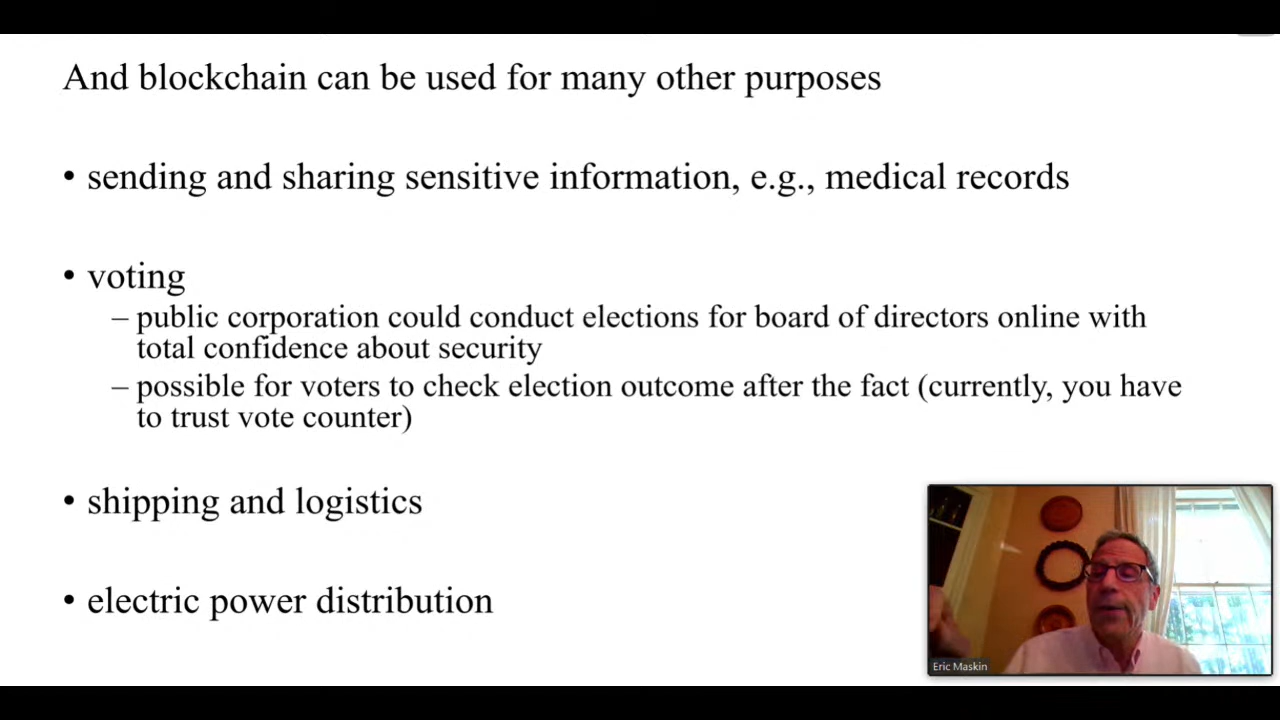 And blockchain can be used for many other purposes
• sending and sharing sensitive information, e.g., medical records
• voting
– public corporation could conduct elections for board of directors online with
total confidence about security
– possible for voters to check election outcome after the fact (currently, you have
to trust vote counter)
• shipping and logistics
• electric power distribution
Eric Maskin